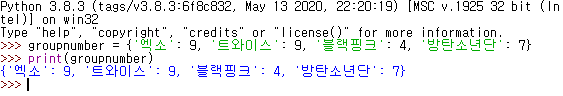 Python 3.8.3 (tags/v3.8.3:6f8c832, May 13 2020, 22:20:19) [MSC v.1925 32 bit (In
tel)] on win32
Type "help", "copyright", "credits" or "license()" for more information.
>>> groupnumber = {'엑소': 9, '트와이스': 9, '블랙핑크': 4, '방탄소년단': 7}
>>> print(groupnumber)
{'엑소': 9, '트와이스': 9, '블랙핑크': 4, '방탄소년단': 7}
>>>